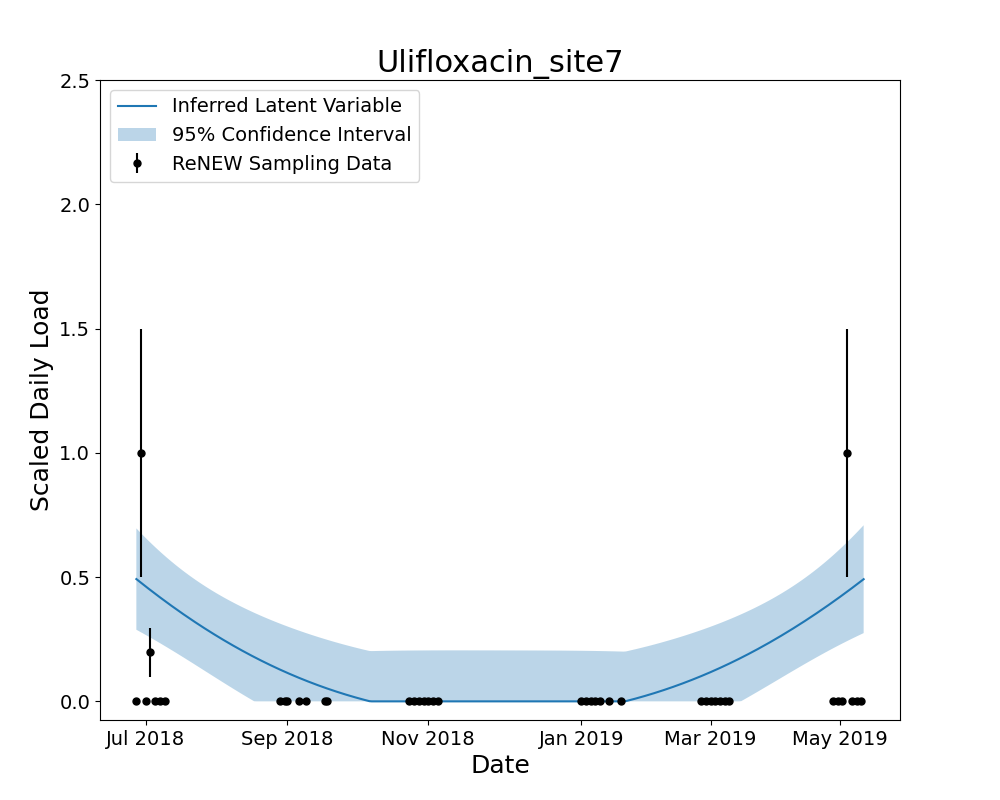 Ulifloxacin_site7
2.5
Inferred Latent Variable
95% Confidence Interval
ReNEW Sampling Data
2.0
1.5
1.0
0.5
0.0
Scaled Daily Load
Jul 2018 Sep 2018 Nov 2018 Jan 2019 Mar 2019 May 2019
Date